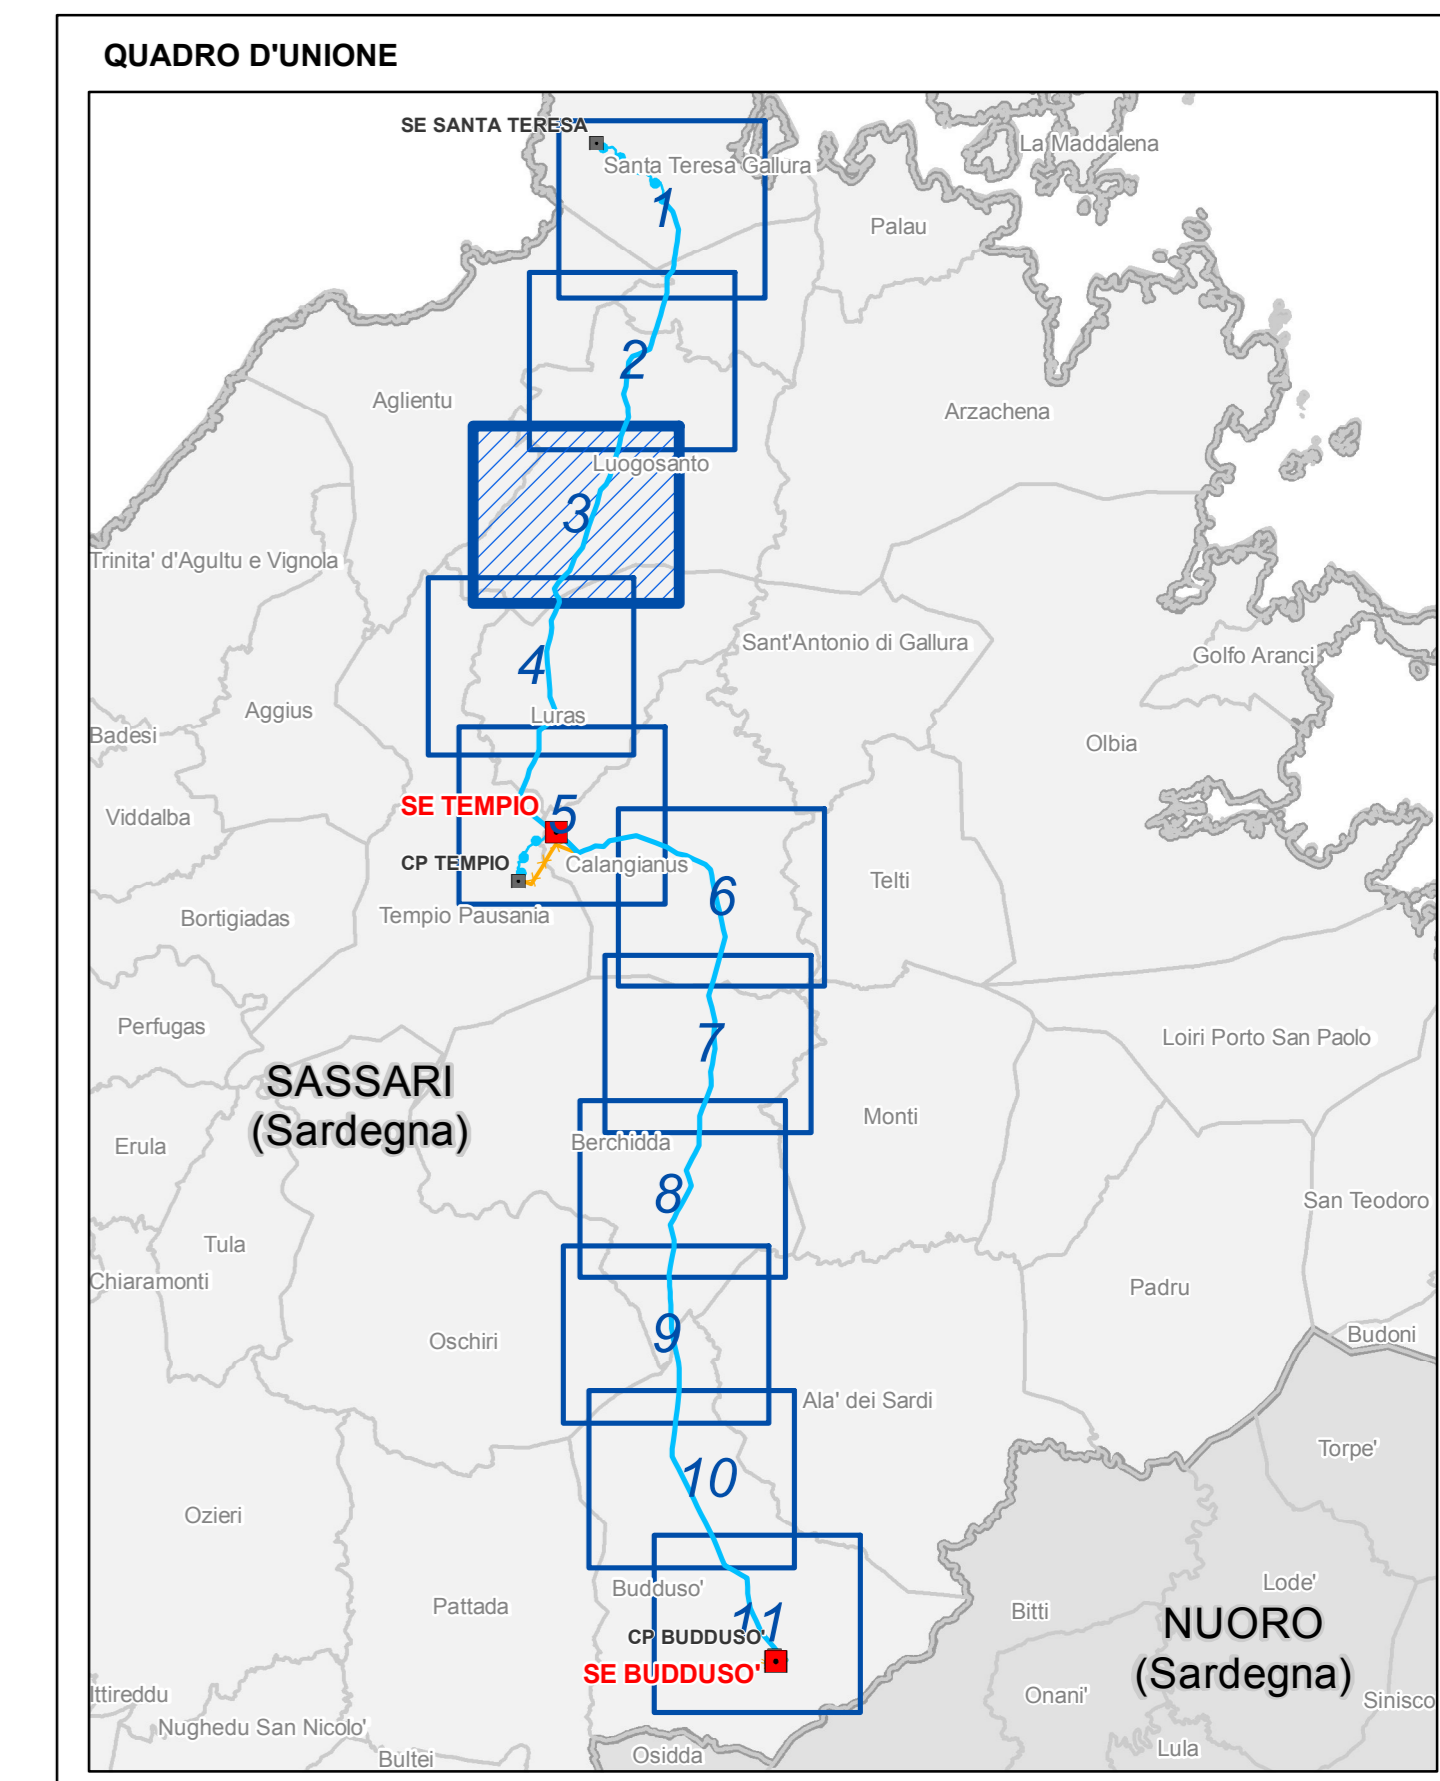 QUADRO D'UNIONE
SE SANTA TERESA
La Maddalena
Santa Teresa Gallura
1
Palau
2
Aglientu
Arzachena
Luogosanto
3
Trinita' d'Agultu e Vignola
Sant'Antonio di Gallura
Golfo Aranci
4
Aggius
Luras
Badesi
Olbia
SE TEMPIO
5
Viddalba
CP TEMPIO
Calangianus
Telti
6
Bortigiadas
Tempio Pausania
Perfugas
Loiri Porto San Paolo
7
SASSARI
(Sardegna)
Monti
Erula
Berchidda
8
San Teodoro
Tula
Chiaramonti
Padru
Oschiri
9
Budoni
Ala' dei Sardi
Torpe'
10
Ozieri
Lode'
Budduso'
Pattada
Bitti
11
NUORO
(Sardegna)
CP BUDDUSO'
SE BUDDUSO'
Ittireddu
Onani'
Sinisco
Nughedu San Nicolo'
Bultei
Osidda
Lula